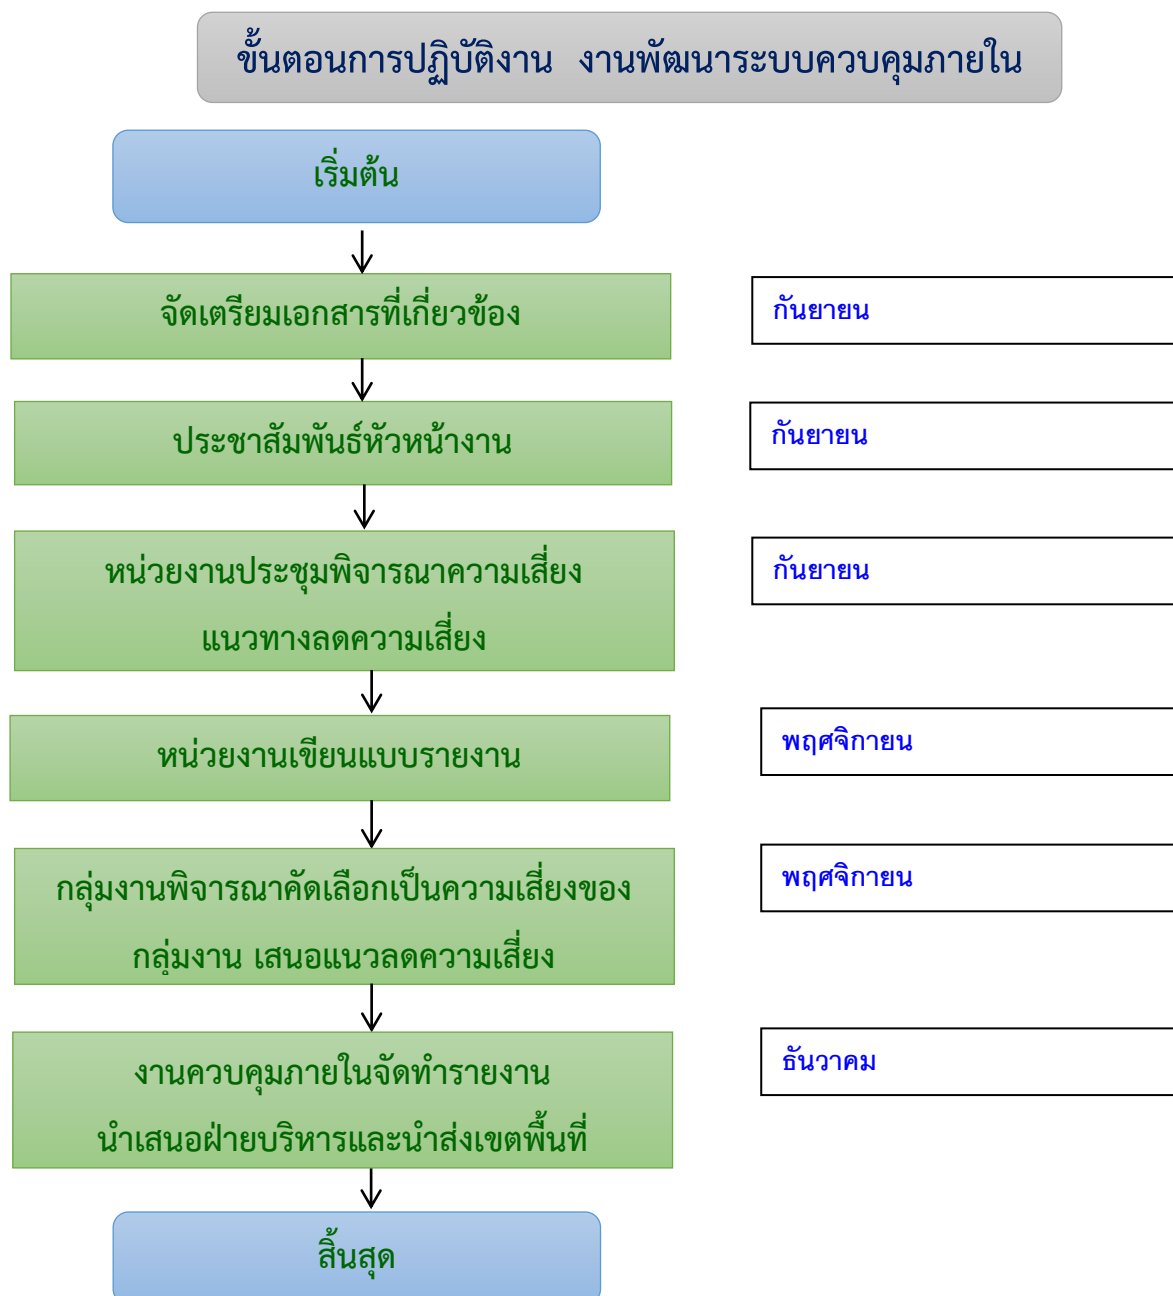 ขั้นตอนการปฏิบัติงาน งานพัฒนาระบบควบคุมภายใน
เริ่มต้น
จัดเตรียมเอกสารที่เกี่ยวข้อง
กันยายน
ประชาสัมพันธ์หัวหน้างาน
กันยายน
หน่วยงานประชุมพิจารณาความเสี่ยง
แนวทางลดความเสี่ยง
กันยายน
หน่วยงานเขียนแบบรายงาน
พฤศจิกายน
กลุ่มงานพิจารณาคัดเลือกเป็นความเสี่ยงของ
กลุ่มงาน เสนอแนวลดความเสี่ยง
พฤศจิกายน
งานควบคุมภายในจัดทำรายงาน
นำเสนอฝ่ายบริหารและนำส่งเขตพื้นที่
ธันวาคม
สิ้นสุด